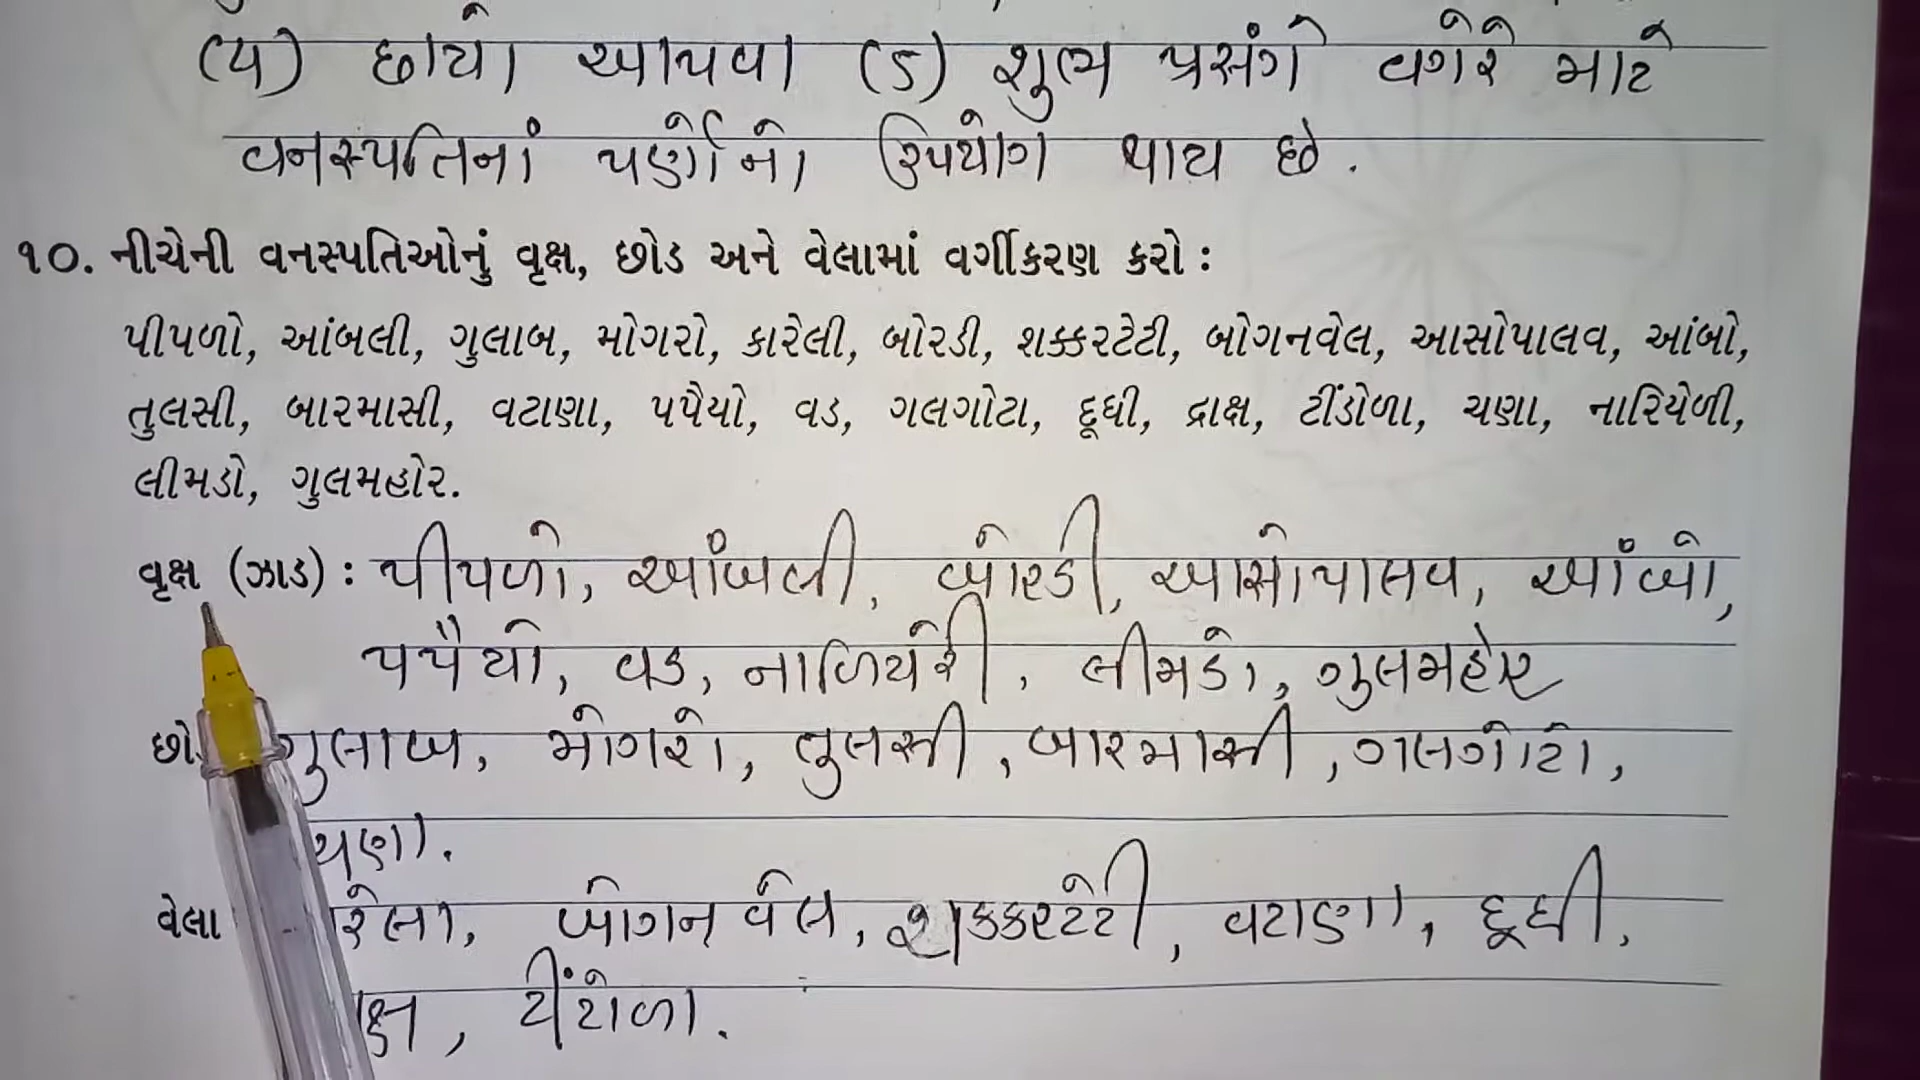 (૫) છાંયો આપવા (૬) શુભ પ્રસંગે વગેરે માટે
વનસ્પતિનાં પર્ણોનો ઉપયોગ થાય છે.
૧૦. નીચેની વનસ્પતિઓનું વૃક્ષ, છોડ અને વેલામાં વર્ગીકરણ કરો :
પીપળો, આંબલી, ગુલાબ, મોગરો, કારેલી, બોરડી, શક્કરટેટી, બોગનવેલ, આસોપાલવ, આંબો,
તુલસી, બારમાસી, વટાણા, પપૈયો, વડ, ગલગોટા, દૂધી, દ્રાક્ષ, ટીંડોળા, ચણા, નારિયેળી,
લીમડો, ગુલમહોર.
વૃક્ષ (ઝાડ) : પીપળો, આંબલી, બોરડી, આસોપાલવ, આંબો,
પપૈયો, વડ, નાળિયેરી, લીમડો, ગુલમહોર
છો ગુલાબ, મોગરો, તુલસી, બારમાસી, ગલગોટો,
ચણા.
વેલા રેલા, બોગનવેલ, શક્કરટેટી, વટાણા, દૂધી,
ક્ષ, ટીંટોળા.